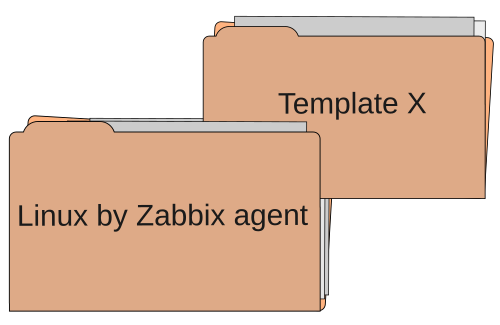 Template X
Linux by Zabbix agent